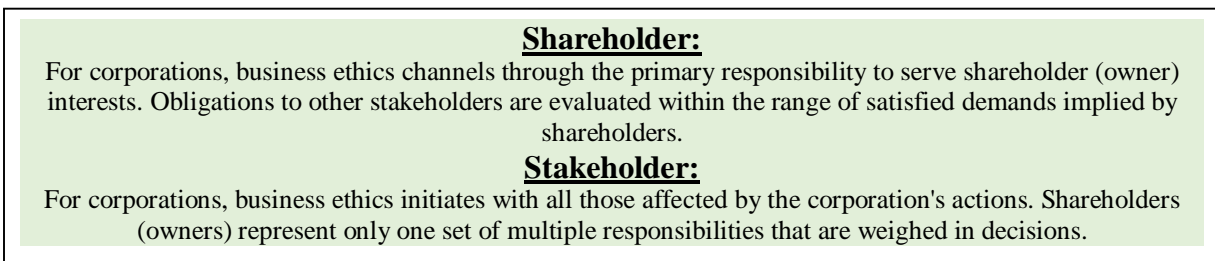 Shareholder:
For corporations, business ethics channels through the primary responsibility to serve shareholder (owner)
interests. Obligations to other stakeholders are evaluated within the range of satisfied demands implied by
shareholders.
Stakeholder:
For corporations, business ethics initiates with all those affected by the corporation's actions. Shareholders
(owners) represent only one set of multiple responsibilities that are weighed in decisions.